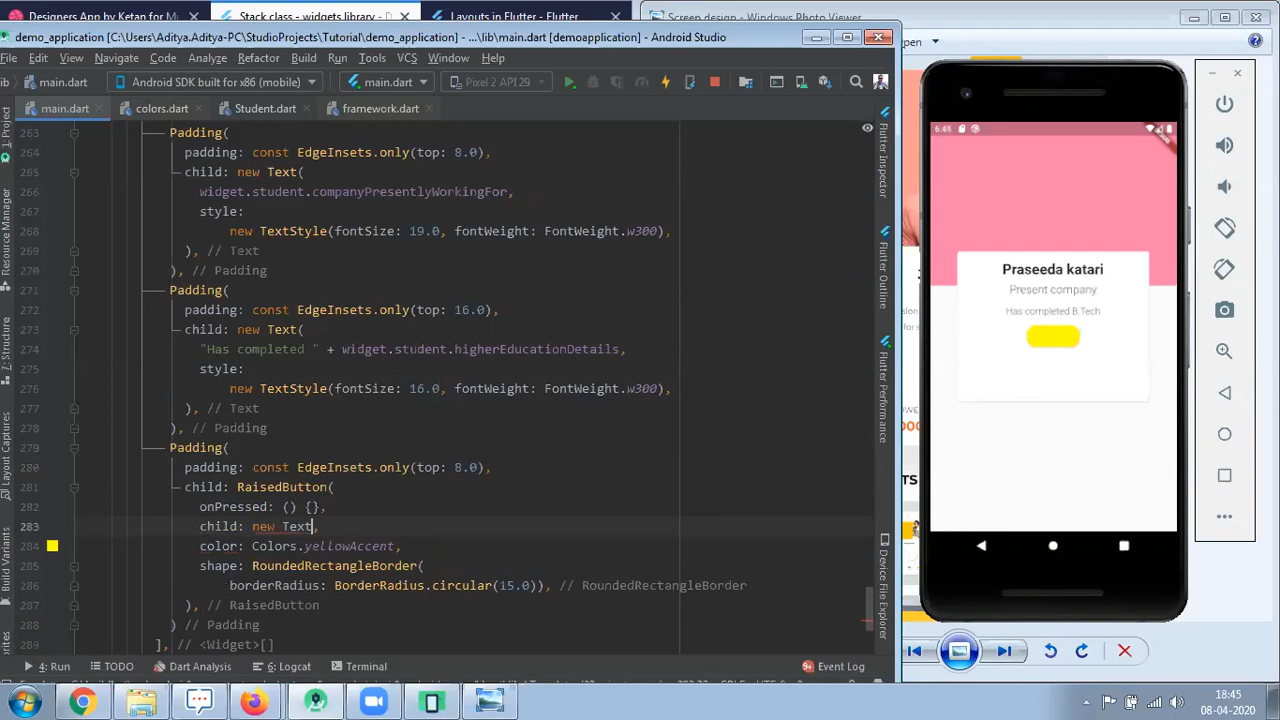 Designers App by Ketan for Ma
Stack class - widgets library - D
Layouts in Flutter - Flutter
Screen design - Windows Photo Viewer
demo_application [C:\Users\Aditya.Aditya-PC\StudioProjects\Tutorial\demo_application] - ...\lib\main.dart [demoapplication] - Android Studio
File Edit View Navigate Code Analyze Refactor Build Run Tools VCS Window Help
main.dart Android SDK built for x86 (mobile) main.dart Pixel 2 API 29
main.dart colors.dart Student.dart framework.dart
263 Padding(
264 padding: const EdgeInsets.only(top: 8.0),
265 child: new Text(
266 widget.student.companyPresentlyWorkingFor,
267 style:
268 new TextStyle(fontSize: 19.0, fontWeight: FontWeight.w300),
269 ), // Text
270 ), // Padding
271 Padding(
272 padding: const EdgeInsets.only(top: 16.0),
273 child: new Text(
274 "Has completed " + widget.student.higherEducationDetails,
275 style:
276 new TextStyle(fontSize: 16.0, fontWeight: FontWeight.w300),
277 ), // Text
278 ), // Padding
279 Padding(
280 padding: const EdgeInsets.only(top: 8.0),
281 child: RaisedButton(
282 onPressed: () {},
283 child: new Text,
284 color: Colors.yellowAccent,
285 shape: RoundedRectangleBorder(
286 borderRadius: BorderRadius.circular(15.0)), // RoundedRectangleBorder
287 ), // RaisedButton
288 ) // Padding
289 ], // <Widget>[]
1: Project
Resource Manager
7: Structure
Layout Captures
Build Variants
Flutter Inspector
Flutter Outline
Flutter Performance
Device File Explorer
4: Run TODO Dart Analysis 6: Logcat Terminal Event Log
6:48
Praseeda katari
Present company
Has completed B.Tech
18:45
08-04-2020